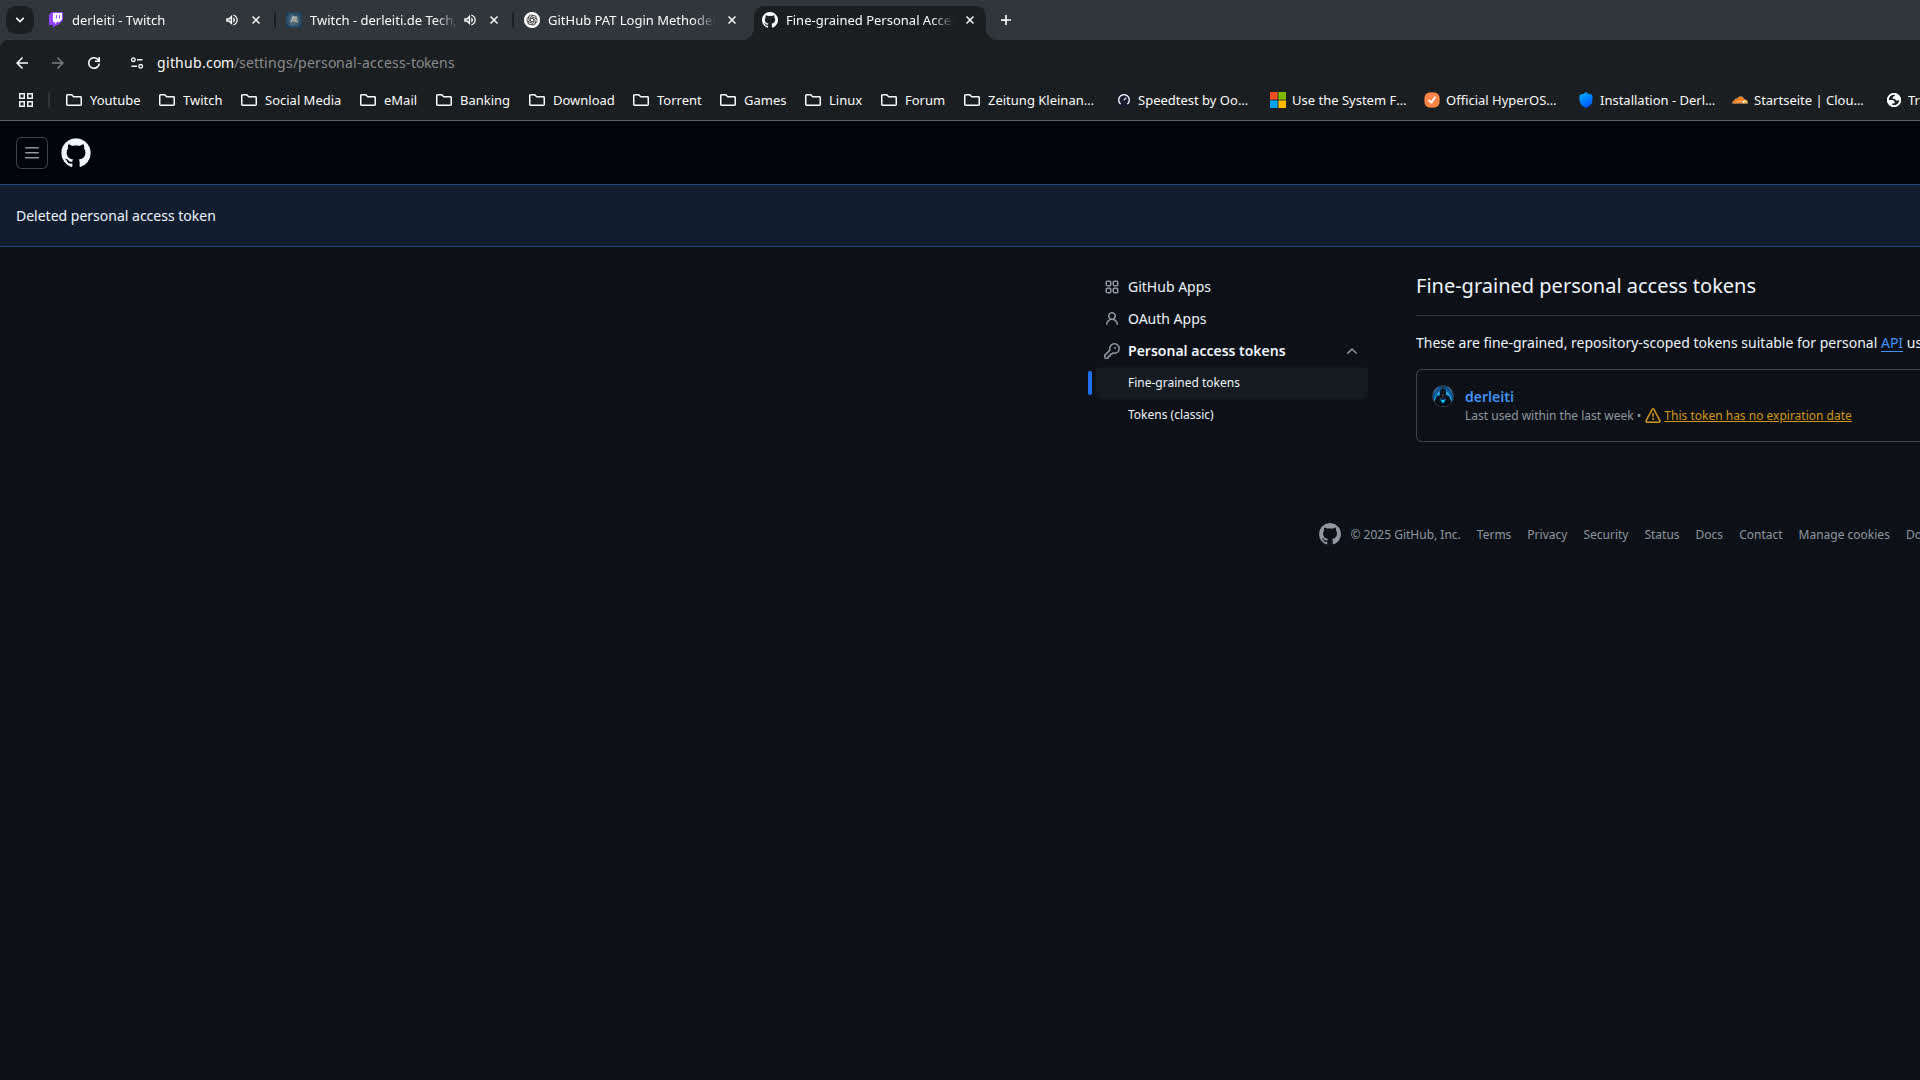 derleiti - Twitch
Twitch - derleiti.de Tech
GitHub PAT Login Methode
Fine-grained Personal Acce
github.com/settings/personal-access-tokens
Youtube Twitch Social Media eMail Banking Download Torrent Games Linux Forum Zeitung Kleinan... Speedtest by Oo... Use the System F... Official HyperOS... Installation - Derl... Startseite | Clou... Tr
Deleted personal access token
GitHub Apps
OAuth Apps
Personal access tokens
Fine-grained tokens
Tokens (classic)
Fine-grained personal access tokens
These are fine-grained, repository-scoped tokens suitable for personal API us
derleiti
Last used within the last week • This token has no expiration date
© 2025 GitHub, Inc. Terms Privacy Security Status Docs Contact Manage cookies Do